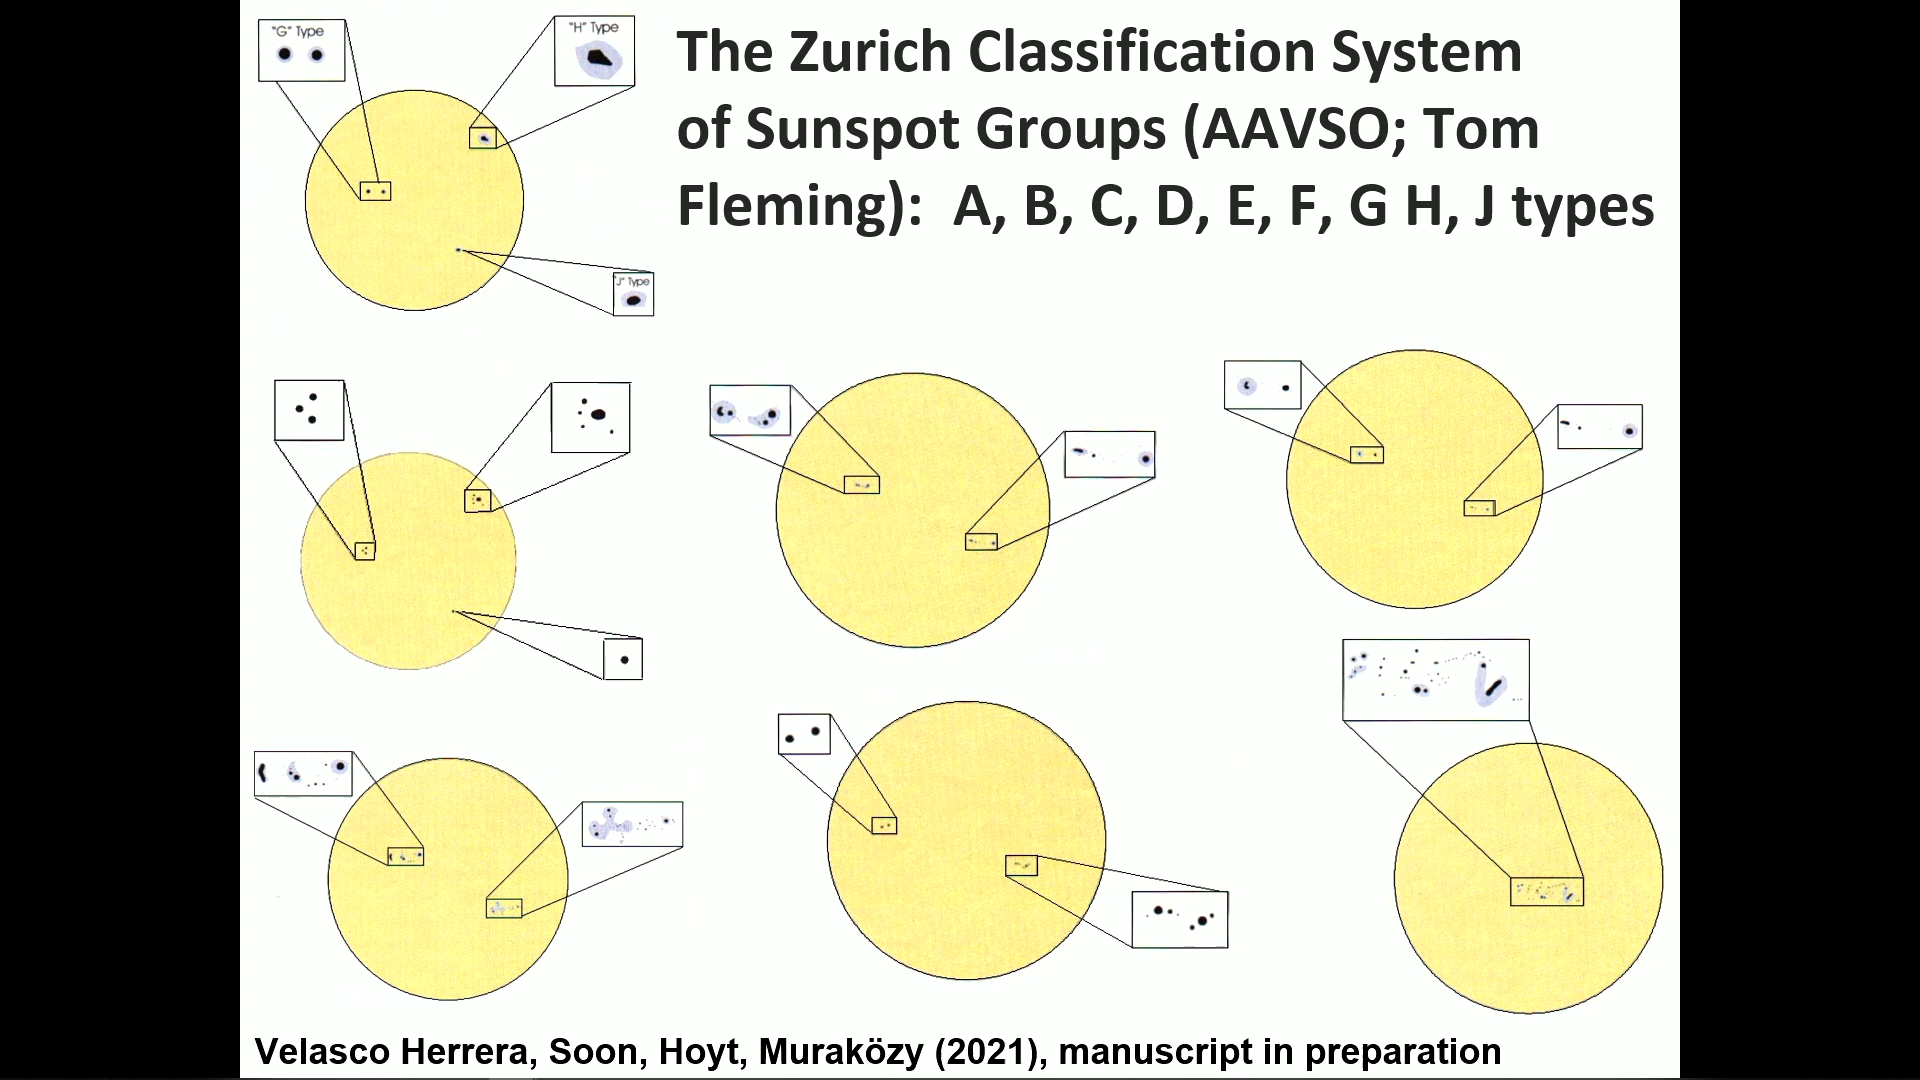 "G" Type
"H" Type
The Zurich Classification System
of Sunspot Groups (AAVSO; Tom
Fleming):  A, B, C, D, E, F, G H, J types
"J" Type
Velasco Herrera, Soon, Hoyt, Muraközy (2021), manuscript in preparation